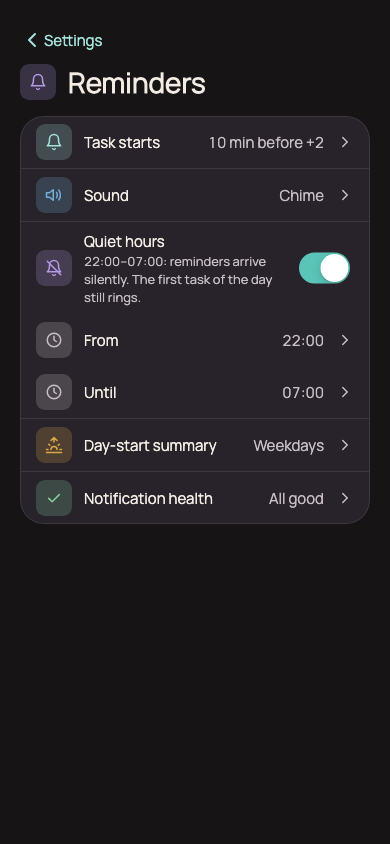 Settings
Reminders
Task starts 10 min before +2
Sound Chime
Quiet hours
22:00–07:00: reminders arrive
silently. The first task of the day
still rings.
From 22:00
Until 07:00
Day-start summary Weekdays
Notification health All good